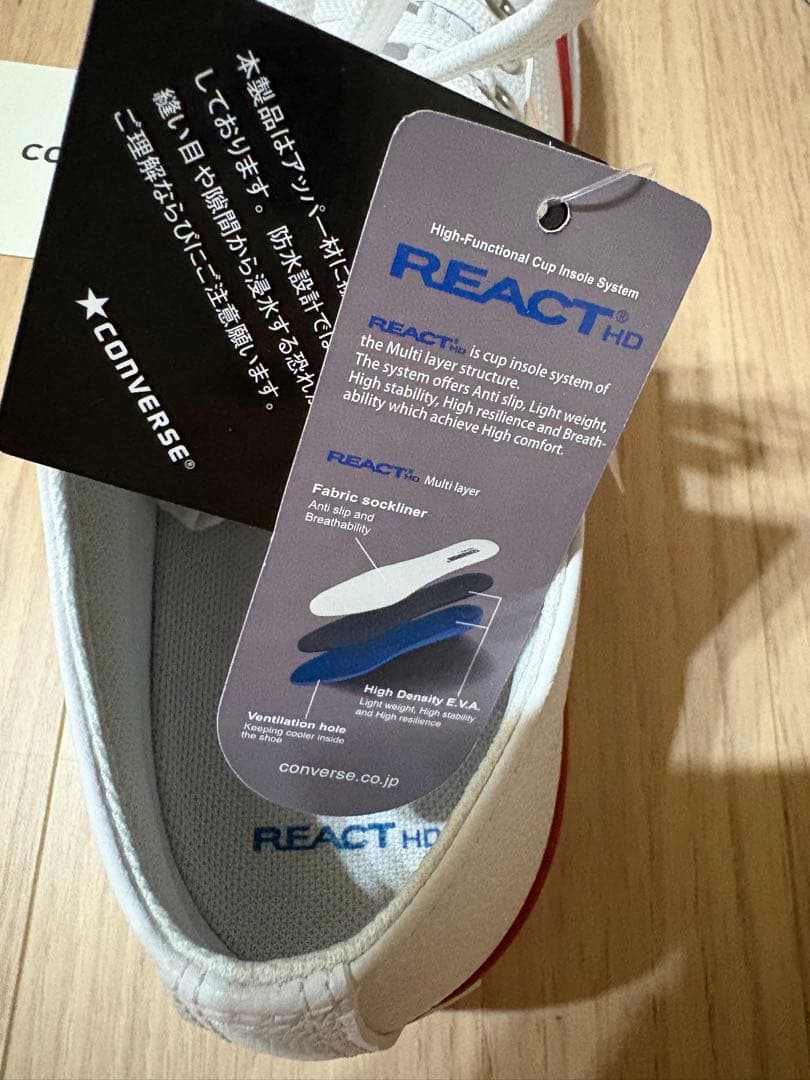 CO
本製品はアッパー材に
しております。防水設計では
縫い目や隙間から浸水する恐れ
ご理解ならびにご注意願います。
★CONVERSE®
High-Functional Cup Insole System
REACT®HD
REACT®HD is cup insole system of
the Multi layer structure.
The system offers Anti slip, Light weight,
High stability, High resilience and Breath-
ability which achieve High comfort.
REACT®HD Multi layer
Fabric sockliner
Anti slip and
Breathability
High Density E.V.A.
Light weight, High stability
and High resilience
Ventilation hole
Keeping cooler inside
the shoe
converse.co.jp
REACT HD